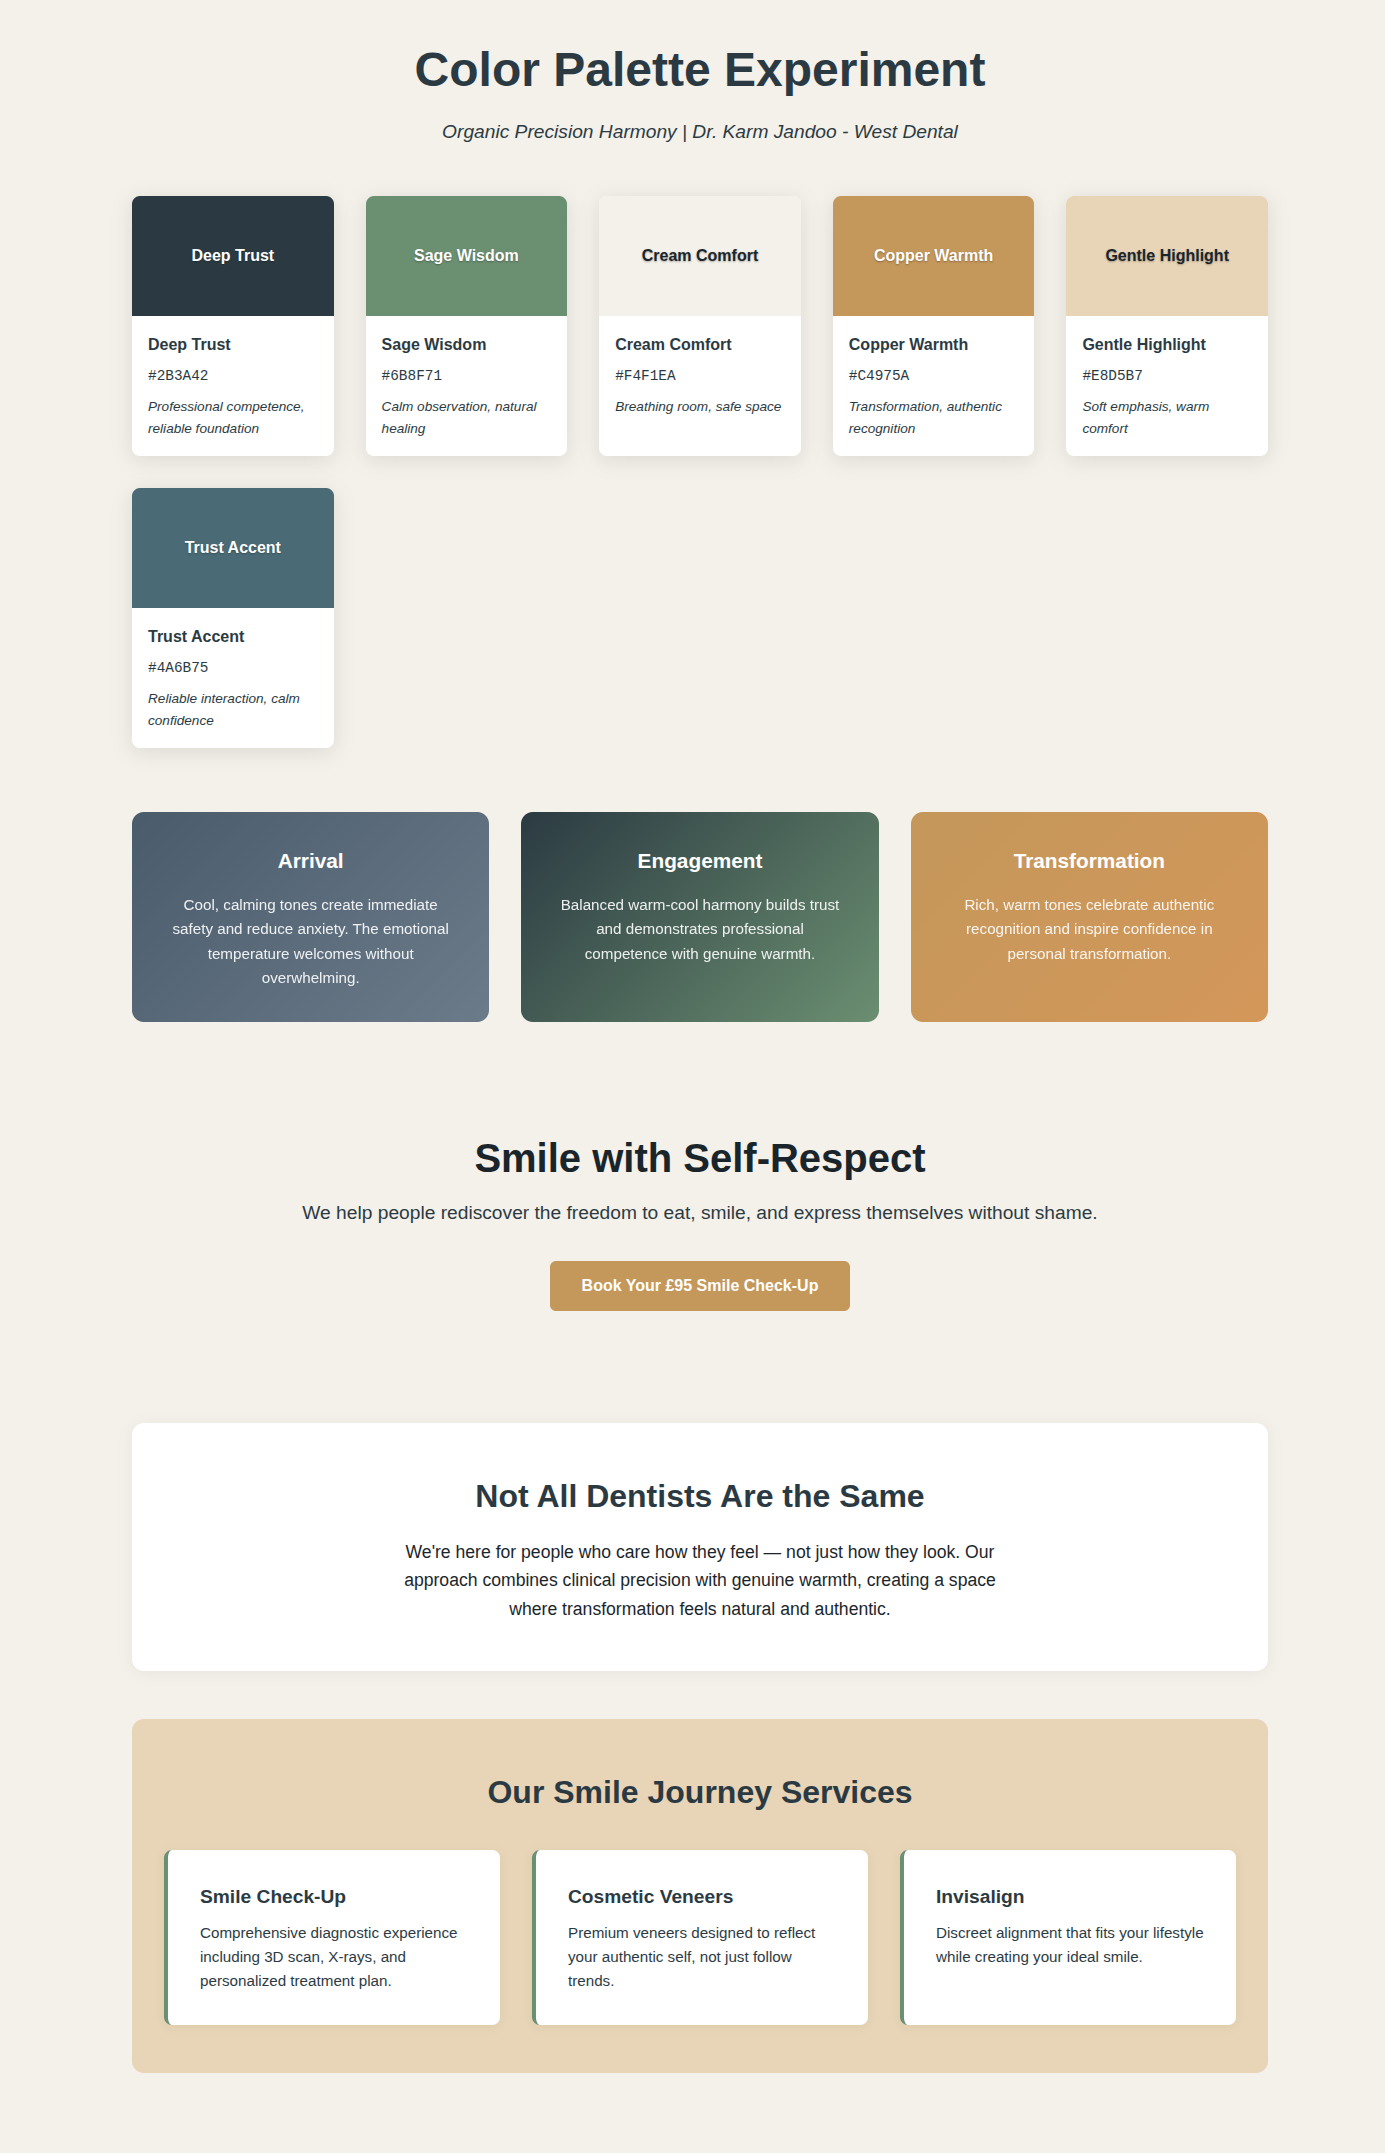 Color Palette Experiment
Organic Precision Harmony | Dr. Karm Jandoo - West Dental
Deep Trust
Deep Trust
#2B3A42
Professional competence,
reliable foundation
Sage Wisdom
Sage Wisdom
#6B8F71
Calm observation, natural
healing
Cream Comfort
Cream Comfort
#F4F1EA
Breathing room, safe space
Copper Warmth
Copper Warmth
#C4975A
Transformation, authentic
recognition
Gentle Highlight
Gentle Highlight
#E8D5B7
Soft emphasis, warm
comfort
Trust Accent
Trust Accent
#4A6B75
Reliable interaction, calm
confidence
Arrival
Cool, calming tones create immediate
safety and reduce anxiety. The emotional
temperature welcomes without
overwhelming.
Engagement
Balanced warm-cool harmony builds trust
and demonstrates professional
competence with genuine warmth.
Transformation
Rich, warm tones celebrate authentic
recognition and inspire confidence in
personal transformation.
Smile with Self-Respect
We help people rediscover the freedom to eat, smile, and express themselves without shame.
Book Your £95 Smile Check-Up
Not All Dentists Are the Same
We're here for people who care how they feel — not just how they look. Our
approach combines clinical precision with genuine warmth, creating a space
where transformation feels natural and authentic.
Our Smile Journey Services
Smile Check-Up
Comprehensive diagnostic experience
including 3D scan, X-rays, and
personalized treatment plan.
Cosmetic Veneers
Premium veneers designed to reflect
your authentic self, not just follow
trends.
Invisalign
Discreet alignment that fits your lifestyle
while creating your ideal smile.